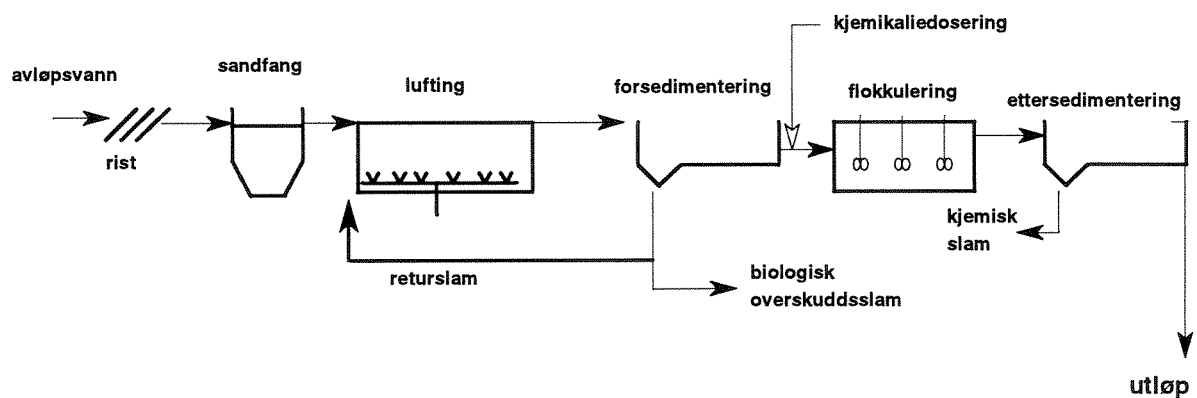 kjemikaliedosering
avløpsvann
sandfang
lufting
forsedimentering
flokkulering
ettersedimentering
rist
kjemisk
slam
returslam
biologisk
overskuddsslam
utløp